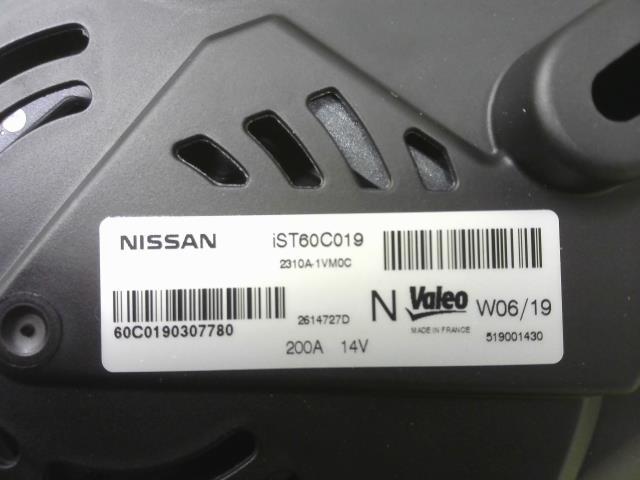 NISSAN iST60C019
2310A-1VM0C
60C0190307780 2614727D N Valeo W06/19
MADE IN FRANCE 519001430
200A 14V